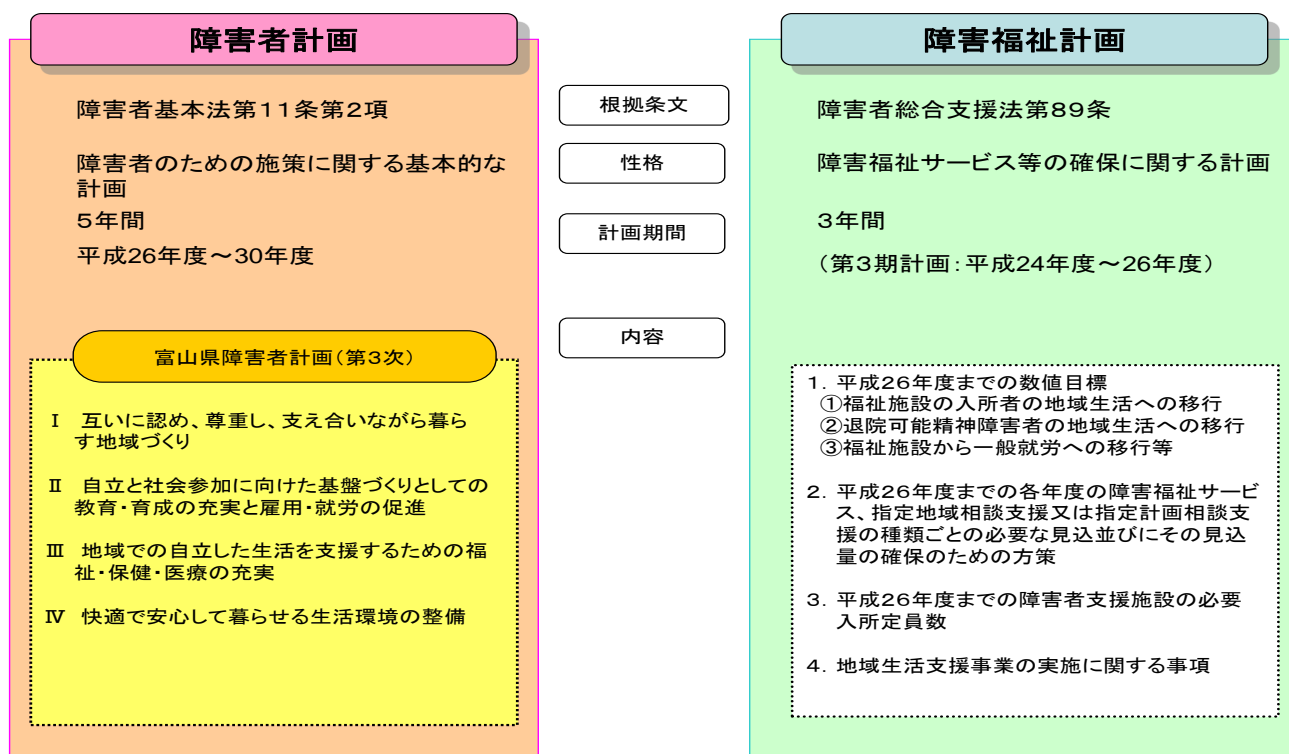 障害者計画
障害者基本法第11条第2項
障害者のための施策に関する基本的な
計画
5年間
平成26年度～30年度
富山県障害者計画(第3次)
Ⅰ 互いに認め、尊重し、支え合いながら暮ら
す地域づくり
Ⅱ 自立と社会参加に向けた基盤づくりとしての
教育・育成の充実と雇用・就労の促進
Ⅲ 地域での自立した生活を支援するための福
祉・保健・医療の充実
Ⅳ 快適で安心して暮らせる生活環境の整備
根拠条文
性格
計画期間
内容
障害福祉計画
障害者総合支援法第89条
障害福祉サービス等の確保に関する計画
3年間
(第3期計画:平成24年度～26年度)
1. 平成26年度までの数値目標
①福祉施設の入所者の地域生活への移行
②退院可能精神障害者の地域生活への移行
③福祉施設から一般就労への移行等
2. 平成26年度までの各年度の障害福祉サービ
ス、指定地域相談支援又は指定計画相談支
援の種類ごとの必要な見込並びにその見込
量の確保のための方策
3. 平成26年度までの障害者支援施設の必要
入所定員数
4. 地域生活支援事業の実施に関する事項